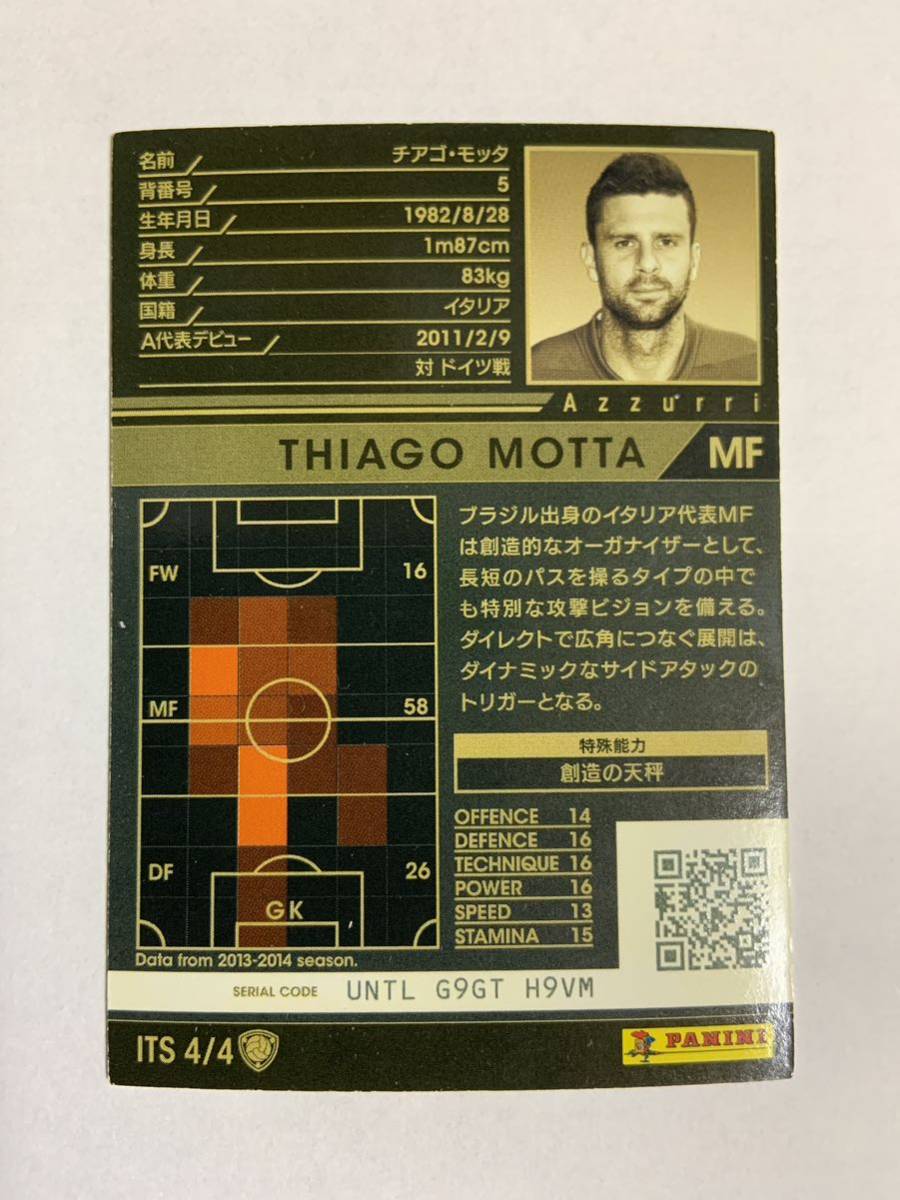 名前 チアゴ・モッタ
背番号 5
生年月日 1982/8/28
身長 1m87cm
体重 83kg
国籍 イタリア
A代表デビュー 2011/2/9
対 ドイツ戦
Azzurri
THIAGO MOTTA MF
FW 16
MF 58
DF 26
GK
Data from 2013-2014 season.
ブラジル出身のイタリア代表MF
は創造的なオーガナイザーとして、
長短のパスを操るタイプの中で
も特別な攻撃ビジョンを備える。
ダイレクトで広角につなぐ展開は、
ダイナミックなサイドアタックの
トリガーとなる。
特殊能力
創造の天秤
OFFENCE 14
DEFENCE 16
TECHNIQUE 16
POWER 16
SPEED 13
STAMINA 15
SERIAL CODE UNTL G9GT H9VM
ITS 4/4
PANINI